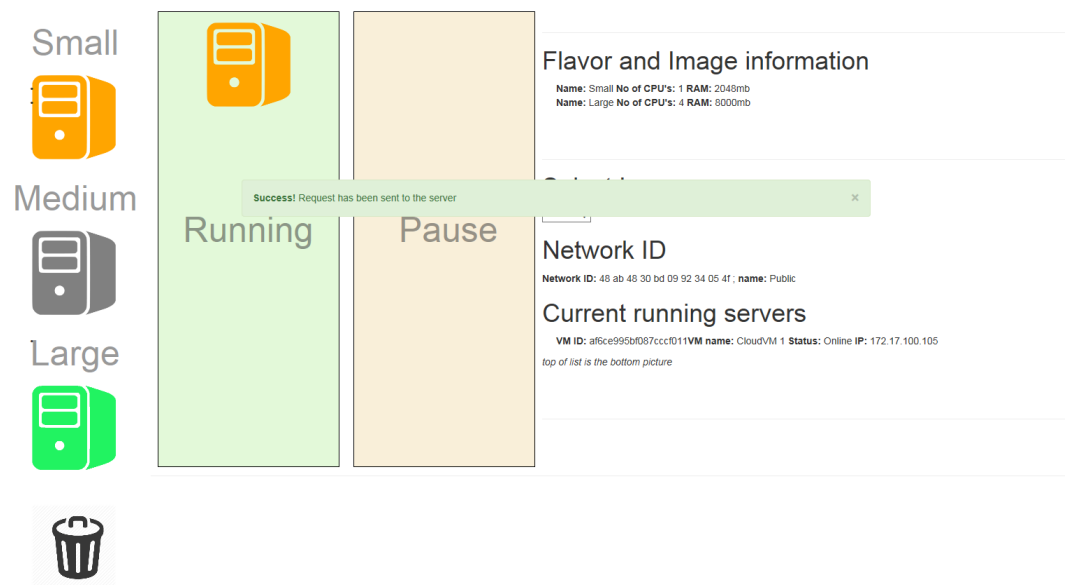 Small
Medium
Large
Running
Pause
Flavor and Image information
Name: Small No of CPU's: 1 RAM: 2048mb
Name: Large No of CPU's: 4 RAM: 8000mb
Success! Request has been sent to the server ×
Network ID
Network ID: 48 ab 48 30 bd 09 92 34 05 4f ; name: Public
Current running servers
VM ID: af6ce995bf087cccf011VM name: CloudVM 1 Status: Online IP: 172.17.100.105
top of list is the bottom picture